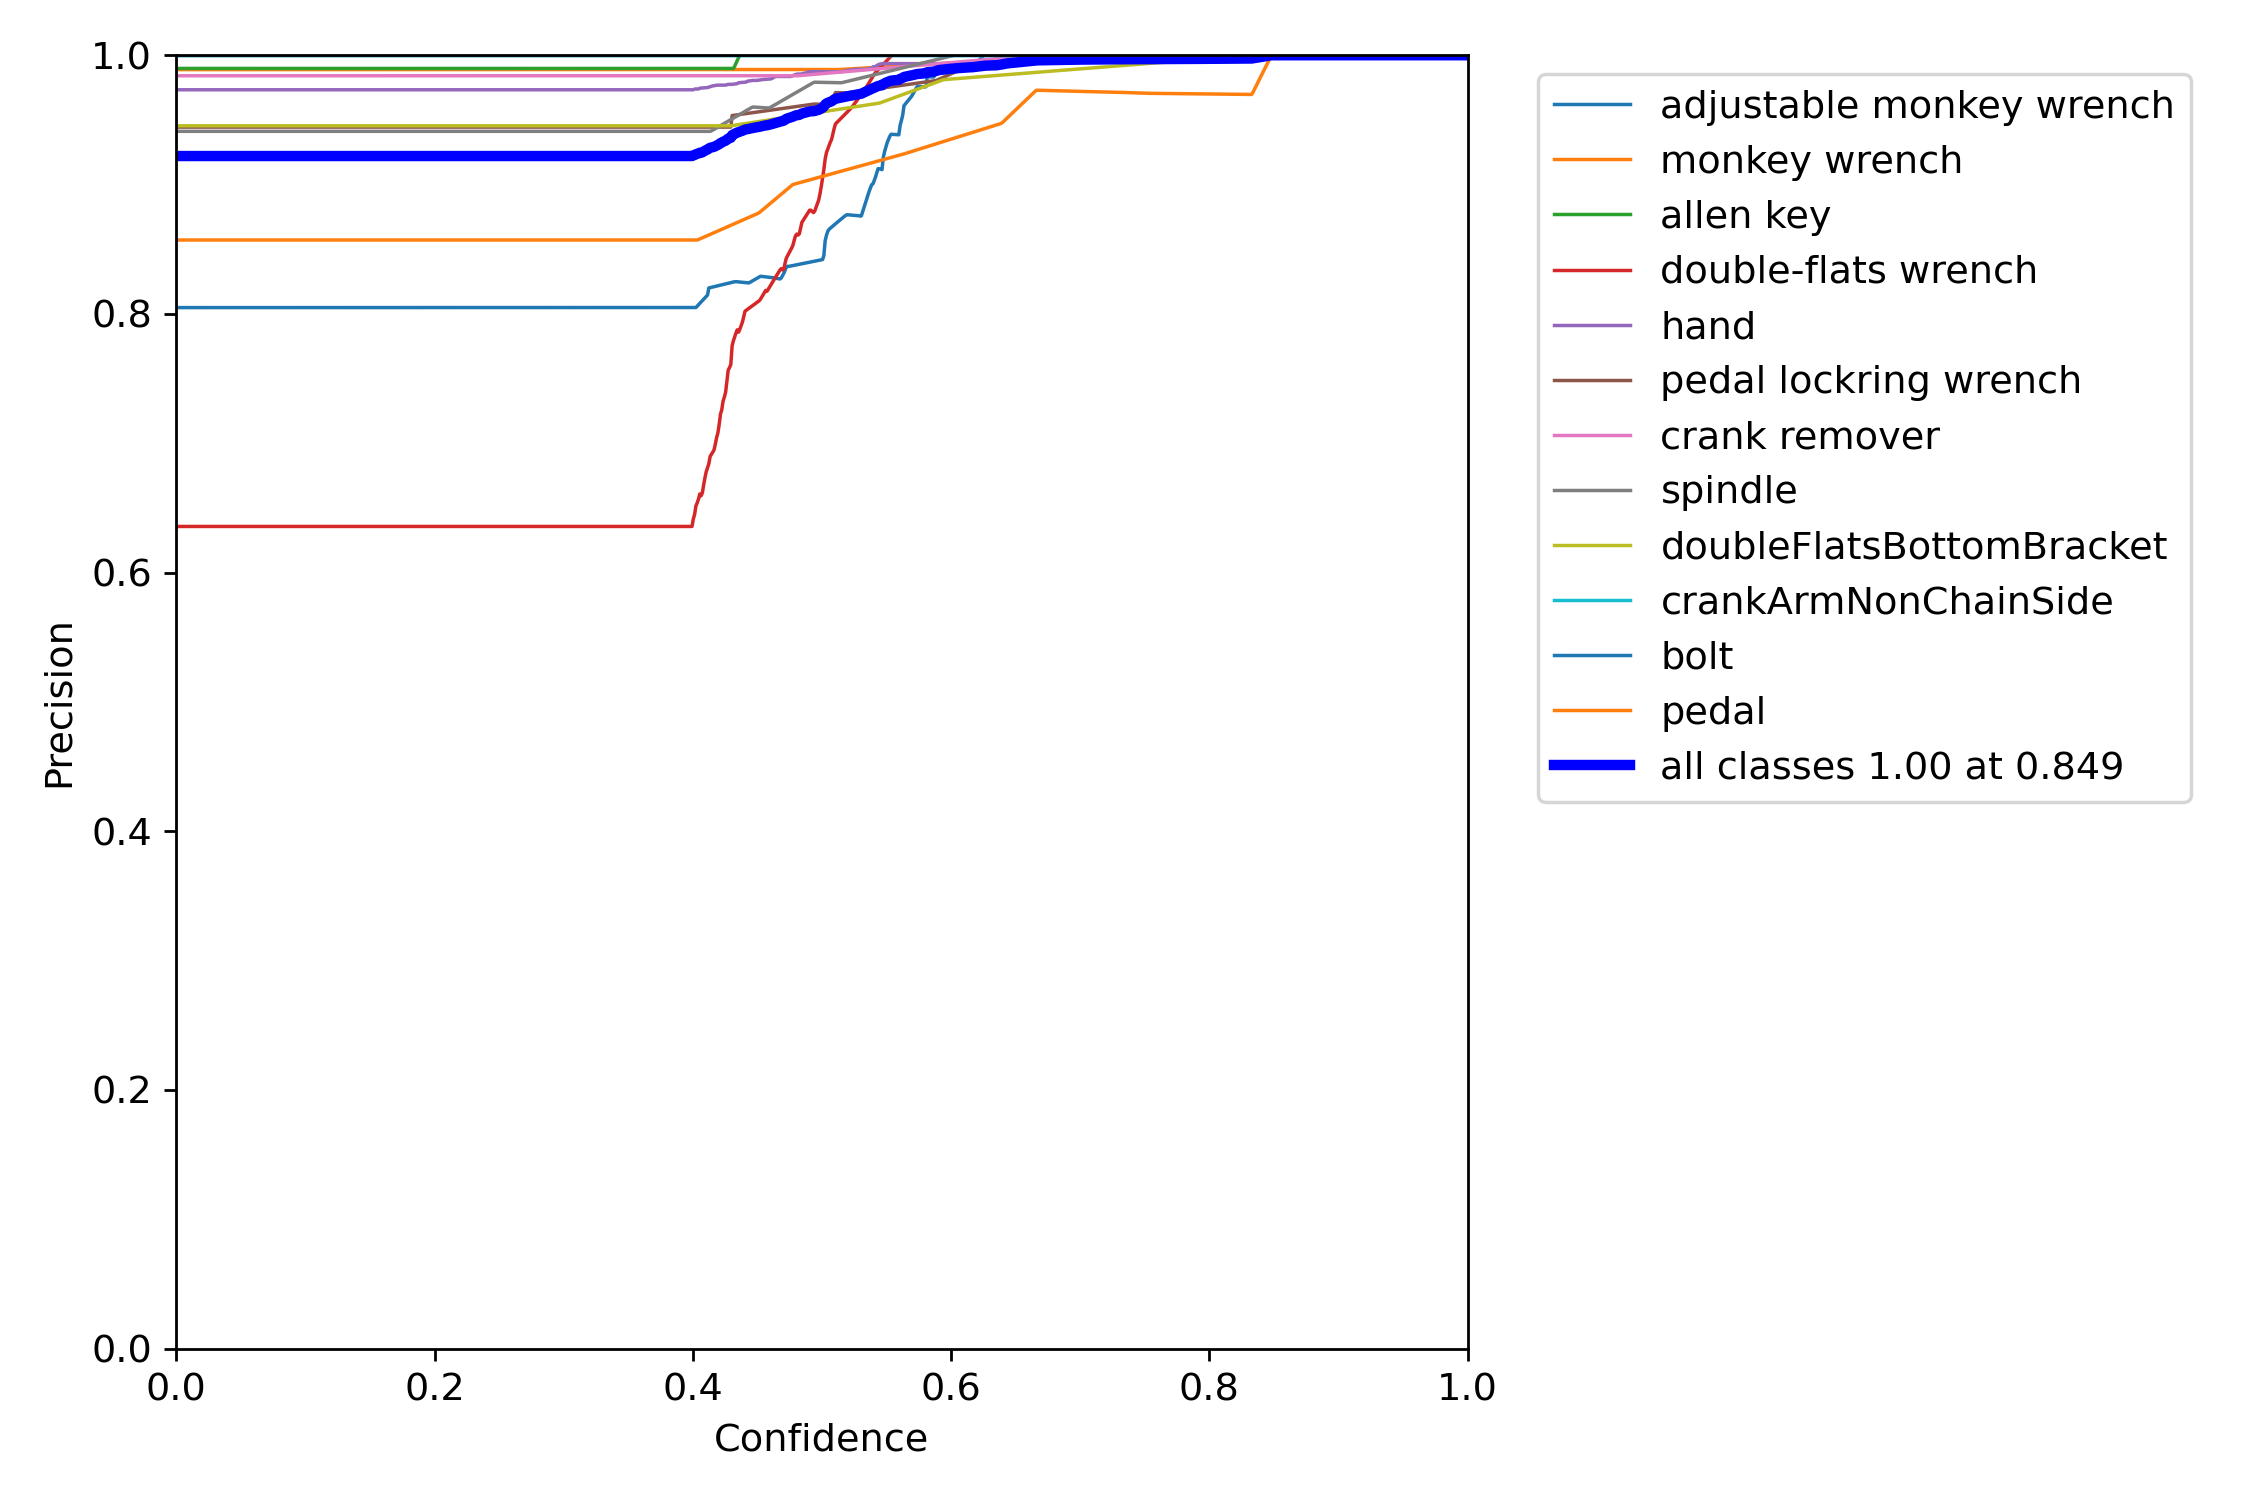 1.0
0.8
0.6
0.4
0.2
0.0
0.0 0.2 0.4 0.6 0.8 1.0
Confidence
Precision
adjustable monkey wrench
monkey wrench
allen key
double-flats wrench
hand
pedal lockring wrench
crank remover
spindle
doubleFlatsBottomBracket
crankArmNonChainSide
bolt
pedal
all classes 1.00 at 0.849